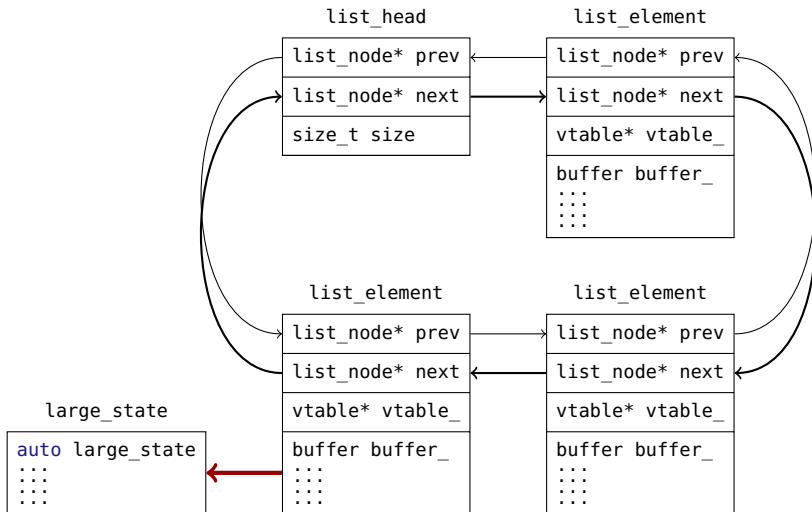 list_head
list_node* prev
list_node* next
size_t size
list_element
list_node* prev
list_node* next
vtable* vtable_
buffer buffer_
:::
:::
list_element
list_node* prev
list_node* next
vtable* vtable_
buffer buffer_
:::
:::
list_element
list_node* prev
list_node* next
vtable* vtable_
buffer buffer_
:::
:::
large_state
auto large_state
:::
:::